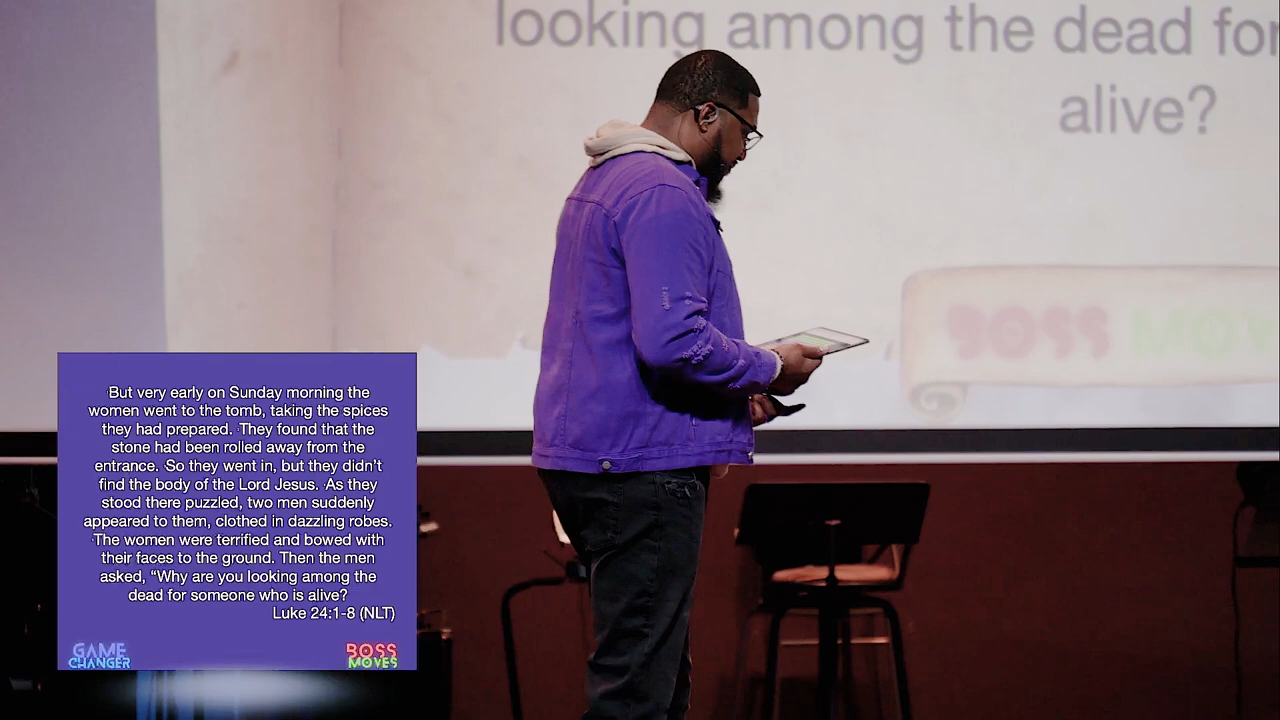 looking among the dead for
alive?
BOSS MOV
But very early on Sunday morning the
women went to the tomb, taking the spices
they had prepared. They found that the
stone had been rolled away from the
entrance. So they went in, but they didn't
find the body of the Lord Jesus. As they
stood there puzzled, two men suddenly
appeared to them, clothed in dazzling robes.
The women were terrified and bowed with
their faces to the ground. Then the men
asked, “Why are you looking among the
dead for someone who is alive?
Luke 24:1-8 (NLT)
GAME
CHANGER
BOSS
MOVES